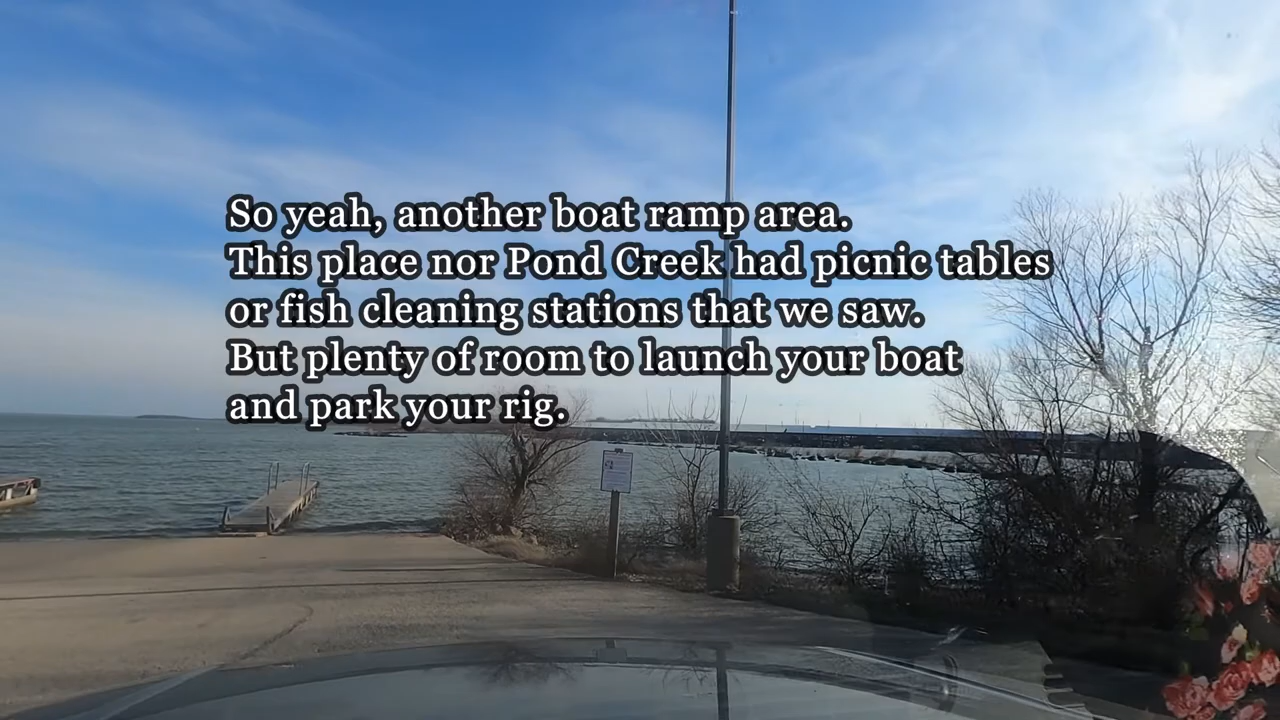 So yeah, another boat ramp area.
This place nor Pond Creek had picnic tables
or fish cleaning stations that we saw.
But plenty of room to launch your boat
and park your rig.